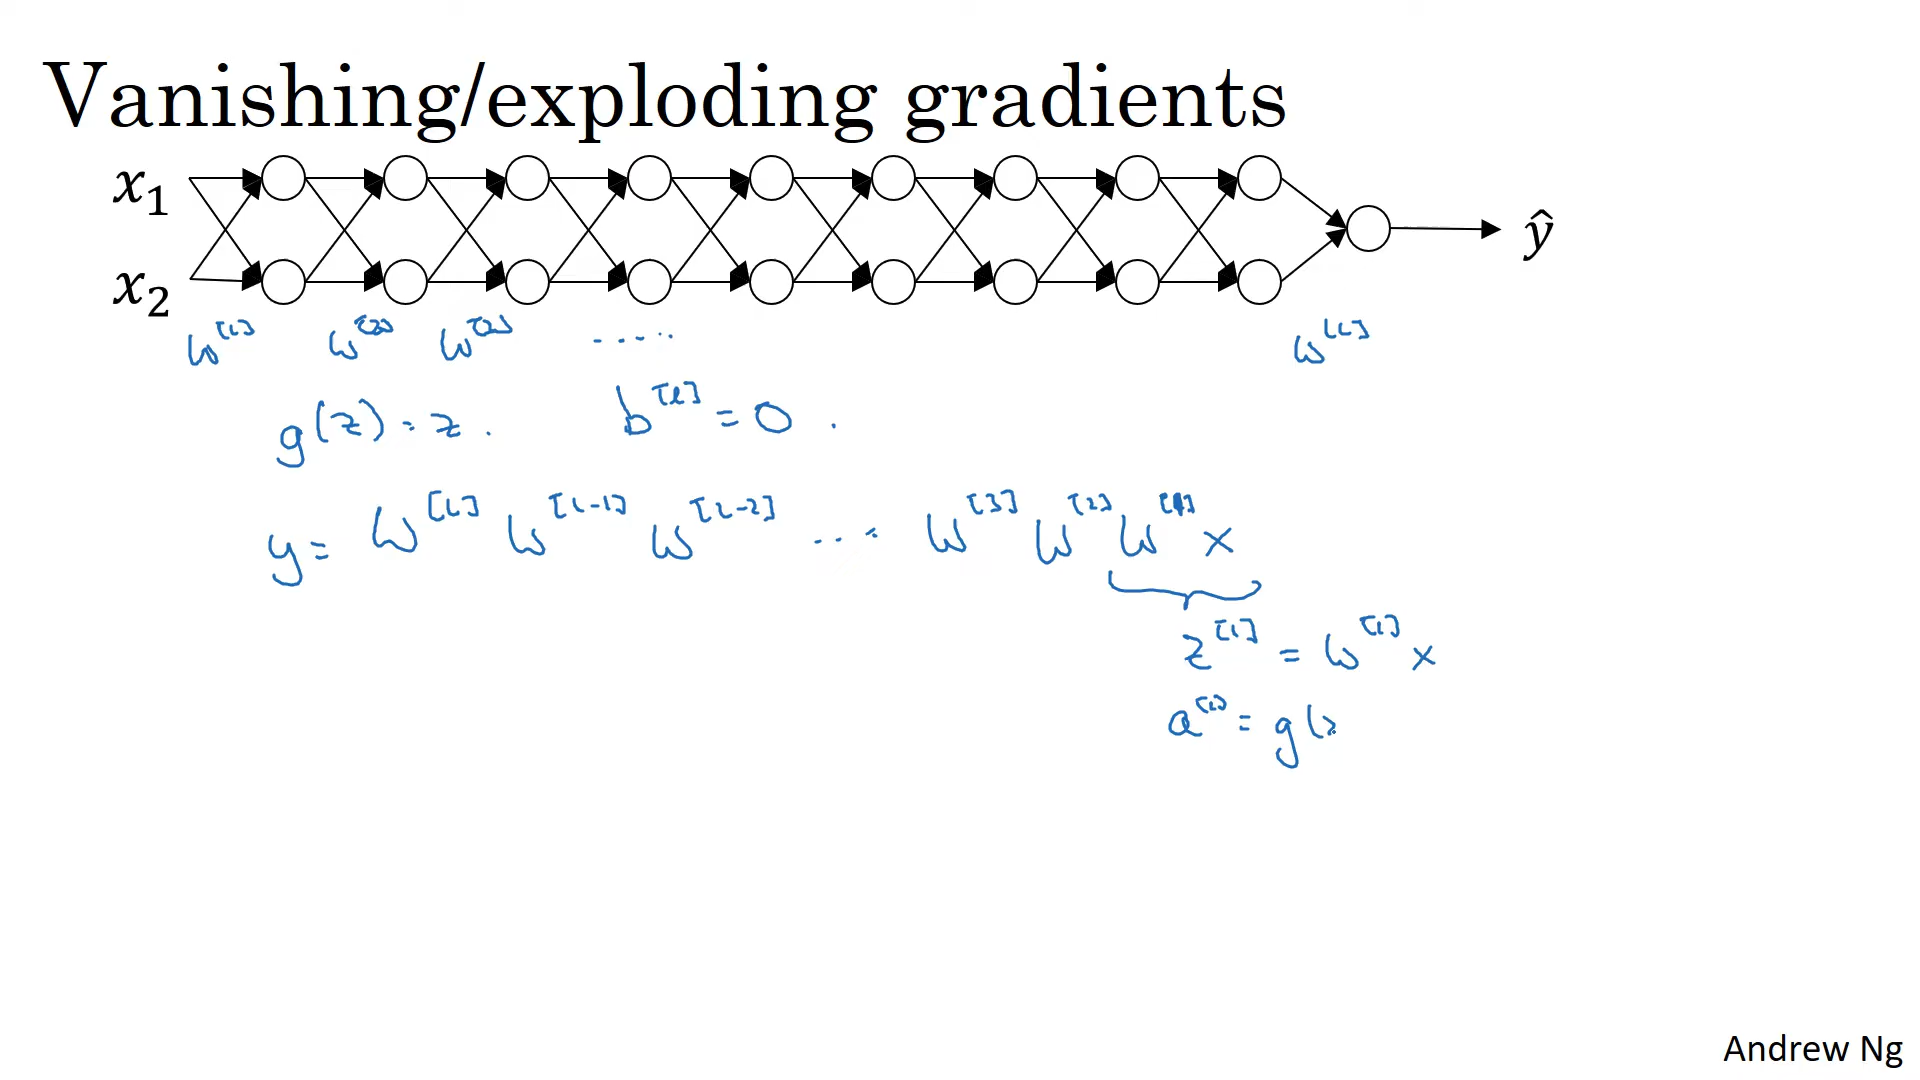 Vanishing/exploding gradients
x₁
x₂
ŷ
W^[1] W^[2] W^[3] ..... W^[L]
g(z) = z. b^[l] = 0.
y = W^[L] W^[L-1] W^[L-2] ... W^[3] W^[2] W^[1] x
z^[1] = W^[1] x
a^[1] = g(z
Andrew Ng